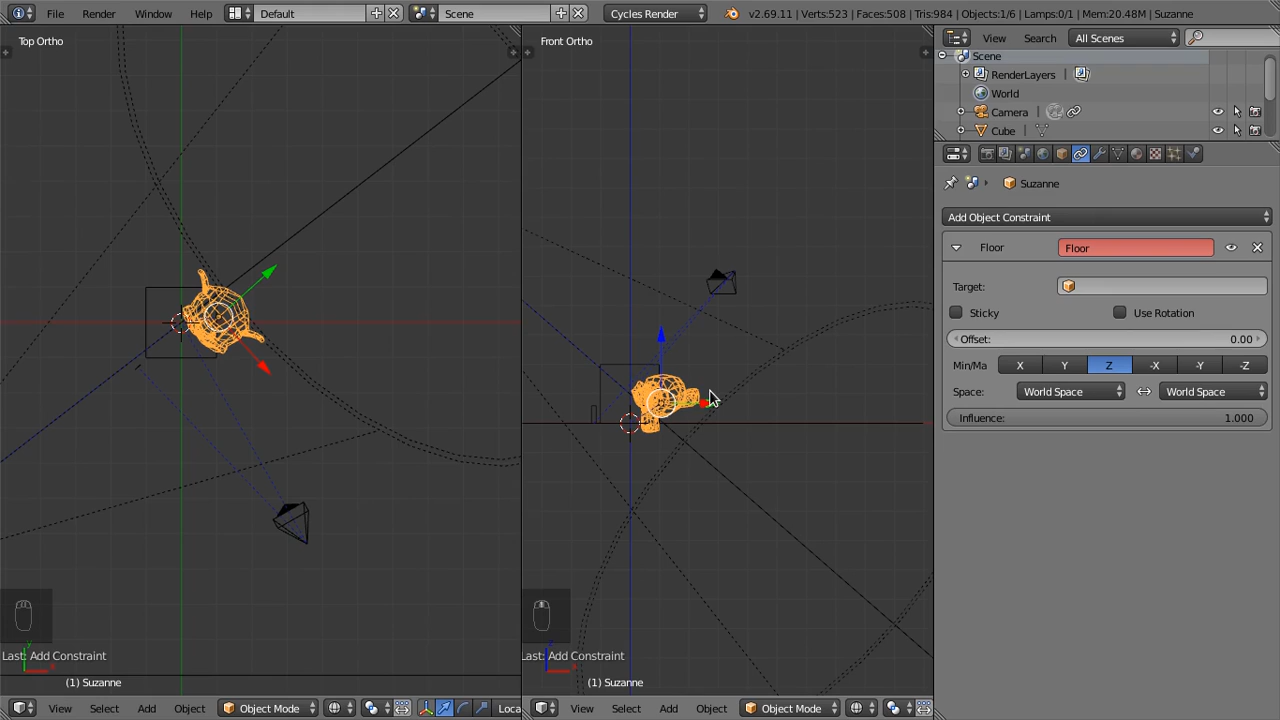 File Render Window Help Default Scene Cycles Render v2.69.11 | Verts:523 | Faces:508 | Tris:984 | Objects:1/6 | Lamps:0/1 | Mem:20.48M | Suzanne
Top Ortho
Front Ortho
View Search All Scenes
Scene
RenderLayers
World
Camera
Cube
Suzanne
Add Object Constraint
Floor Floor
Target:
Sticky Use Rotation
Offset: 0.00
Min/Ma X Y Z -X -Y -Z
Space: World Space World Space
Influence: 1.000
Last: Add Constraint
Last: Add Constraint
(1) Suzanne
(1) Suzanne
View Select Add Object Object Mode Loca
View Select Add Object Object Mode